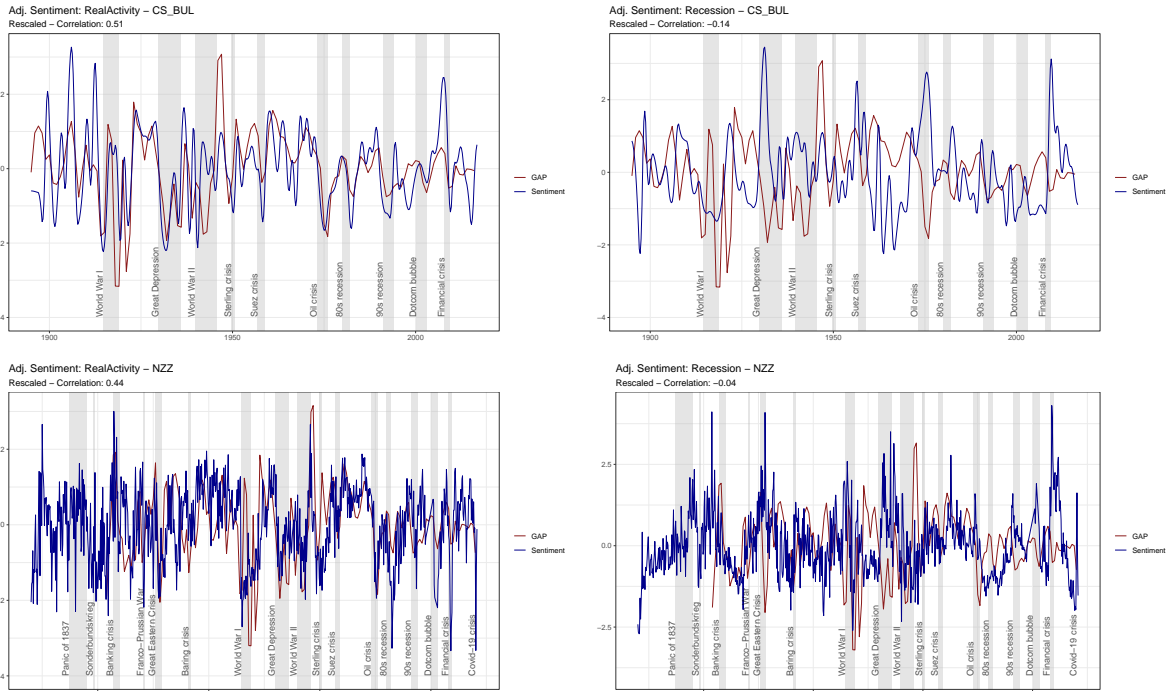 Adj. Sentiment: RealActivity − CS_BUL
Rescaled − Correlation: 0.51
2
0
2
4
World War I
Great Depression
World War II
Sterling crisis
Suez crisis
Oil crisis
80s recession
90s recession
Dotcom bubble
Financial crisis
1900
1950
2000
GAP
Sentiment
Adj. Sentiment: Recession − CS_BUL
Rescaled − Correlation: −0.14
2
0
−2
−4
World War I
Great Depression
World War II
Sterling crisis
Suez crisis
Oil crisis
80s recession
90s recession
Dotcom bubble
Financial crisis
1900
1950
2000
GAP
Sentiment
Adj. Sentiment: RealActivity − NZZ
Rescaled − Correlation: 0.44
2
0
2
4
Panic of 1837
Sonderbundskrieg
Banking crisis
Franco−Prussian War
Great Eastern Crisis
Baring crisis
World War I
Great Depression
World War II
Sterling crisis
Suez crisis
Oil crisis
80s recession
90s recession
Dotcom bubble
Financial crisis
Covid−19 crisis
GAP
Sentiment
Adj. Sentiment: Recession − NZZ
Rescaled − Correlation: −0.04
2.5
0.0
−2.5
Panic of 1837
Sonderbundskrieg
Banking crisis
Franco−Prussian War
Great Eastern Crisis
Baring crisis
World War I
Great Depression
World War II
Sterling crisis
Suez crisis
Oil crisis
80s recession
90s recession
Dotcom bubble
Financial crisis
Covid−19 crisis
GAP
Sentiment